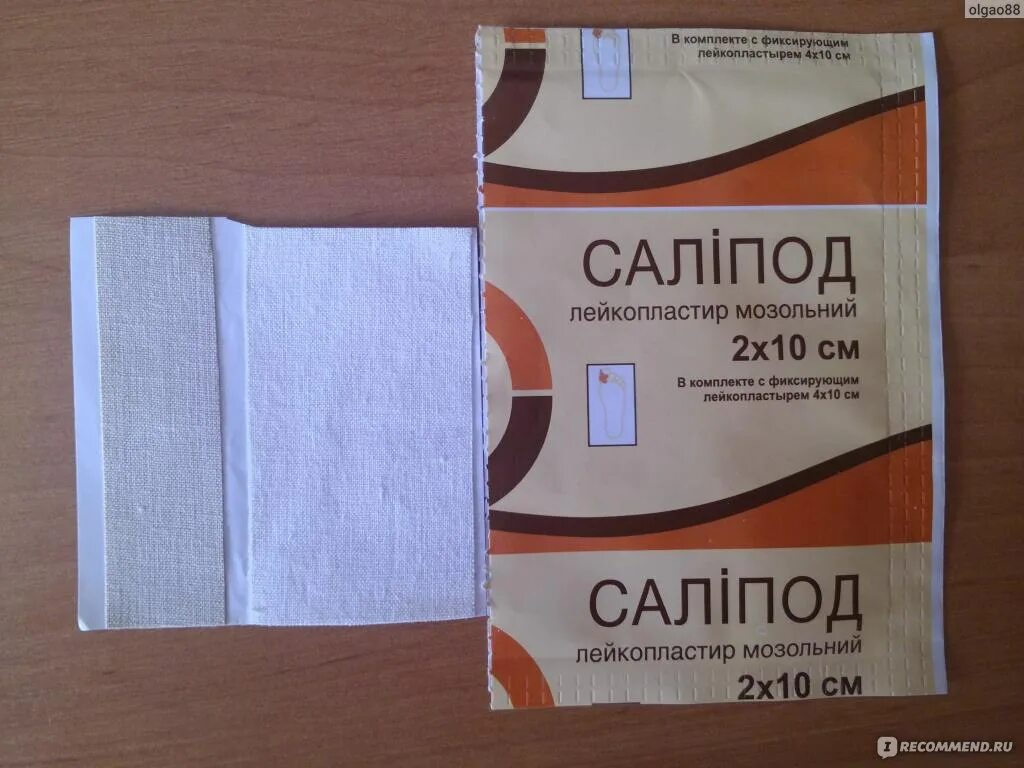 olgao88
В комплекте с фиксирующим
лейкопластырем 4х10 см
САЛіПОД
лейкопластир мозольний
2х10 см
В комплекте с фиксирующим
лейкопластырем 4х10 см
САЛіПОД
лейкопластир мозольний
2х10 см
IRECOMMEND.RU